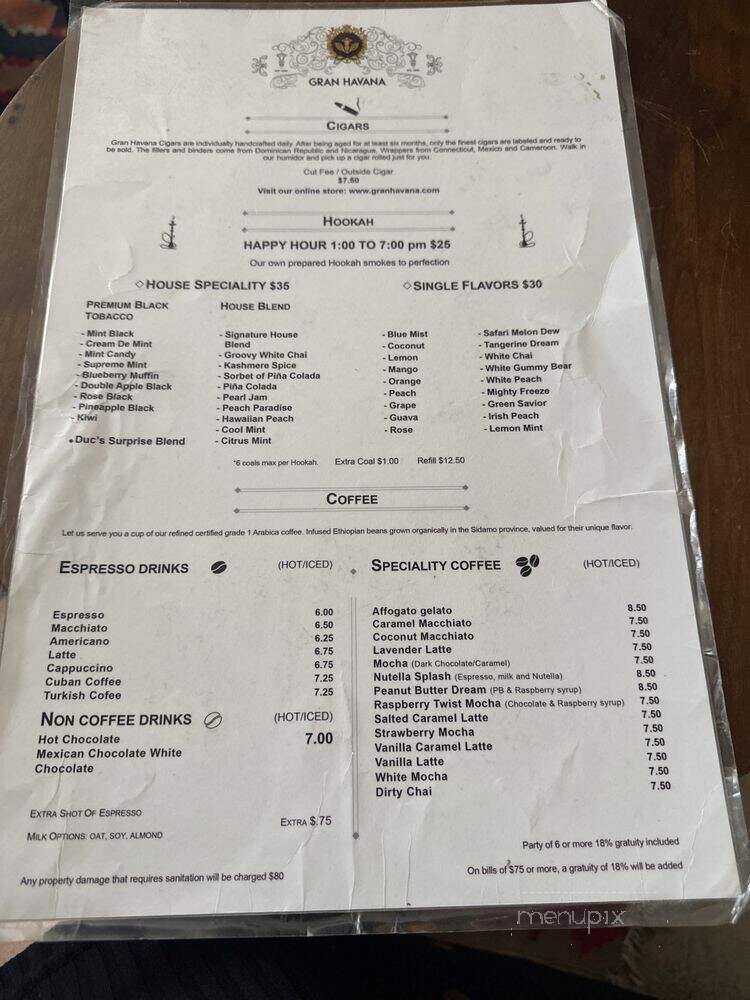 GRAN HAVANA
CIGARS
Gran Havana Cigars are individually handcrafted daily. After being aged for at least six months, only the finest cigars are labeled and ready to
be sold. The fillers and binders come from Dominican Republic and Nicaragua. Wrappers from Connecticut, Mexico and Cameroon. Walk in
our humidor and pick up a cigar rolled just for you.
Cut Fee / Outside Cigar
$7.50
Visit our online store: www.granhavana.com
HOOKAH
HAPPY HOUR 1:00 TO 7:00 pm $25
Our own prepared Hookah smokes to perfection
HOUSE SPECIALITY $35
PREMIUM BLACK
TOBACCO
- Mint Black
- Cream De Mint
- Mint Candy
- Supreme Mint
- Blueberry Muffin
- Double Apple Black
- Rose Black
- Pineapple Black
- Kiwi
Duc's Surprise Blend
HOUSE BLEND
- Signature House
Blend
- Groovy White Chai
- Kashmere Spice
- Sorbet of Piña Colada
- Piña Colada
- Pearl Jam
- Peach Paradise
- Hawaiian Peach
- Cool Mint
- Citrus Mint
SINGLE FLAVORS $30
- Blue Mist
- Coconut
- Lemon
- Mango
- Orange
- Peach
- Grape
- Guava
- Rose
- Safari Melon Dew
- Tangerine Dream
- White Chai
- White Gummy Bear
- White Peach
- Mighty Freeze
- Green Savior
- Irish Peach
- Lemon Mint
*6 coals max per Hookah. Extra Coal $1.00 Refill $12.50
COFFEE
Let us serve you a cup of our refined certified grade 1 Arabica coffee. Infused Ethiopian beans grown organically in the Sidamo province, valued for their unique flavor.
ESPRESSO DRINKS (HOT/ICED)
Espresso 6.00
Macchiato 6.50
Americano 6.25
Latte 6.75
Cappuccino 6.75
Cuban Coffee 7.25
Turkish Cofee 7.25
NON COFFEE DRINKS (HOT/ICED)
Hot Chocolate 7.00
Mexican Chocolate White
Chocolate
EXTRA SHOT OF ESPRESSO EXTRA $.75
MILK OPTIONS: OAT, SOY, ALMOND
SPECIALITY COFFEE (HOT/ICED)
Affogato gelato 8.50
Caramel Macchiato 7.50
Coconut Macchiato 7.50
Lavender Latte 7.50
Mocha (Dark Chocolate/Caramel) 7.50
Nutella Splash (Espresso, milk and Nutella) 8.50
Peanut Butter Dream (PB & Raspberry syrup) 8.50
Raspberry Twist Mocha (Chocolate & Raspberry syrup) 7.50
Salted Caramel Latte 7.50
Strawberry Mocha 7.50
Vanilla Caramel Latte 7.50
Vanilla Latte 7.50
White Mocha 7.50
Dirty Chai 7.50
Party of 6 or more 18% gratuity included
On bills of $75 or more, a gratuity of 18% will be added
Any property damage that requires sanitation will be charged $80
menupix